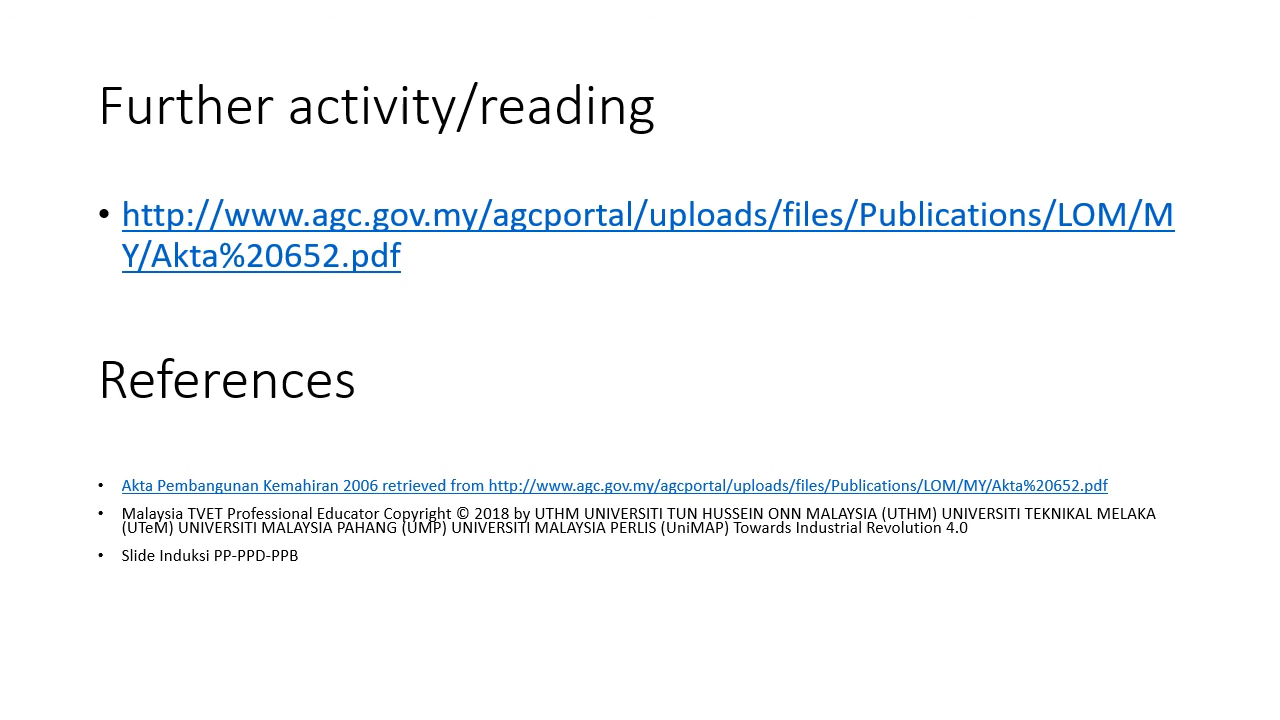 Further activity/reading
• http://www.agc.gov.my/agcportal/uploads/files/Publications/LOM/M
Y/Akta%20652.pdf
References
• Akta Pembangunan Kemahiran 2006 retrieved from http://www.agc.gov.my/agcportal/uploads/files/Publications/LOM/MY/Akta%20652.pdf
• Malaysia TVET Professional Educator Copyright © 2018 by UTHM UNIVERSITI TUN HUSSEIN ONN MALAYSIA (UTHM) UNIVERSITI TEKNIKAL MELAKA
(UTeM) UNIVERSITI MALAYSIA PAHANG (UMP) UNIVERSITI MALAYSIA PERLIS (UniMAP) Towards Industrial Revolution 4.0
• Slide Induksi PP-PPD-PPB